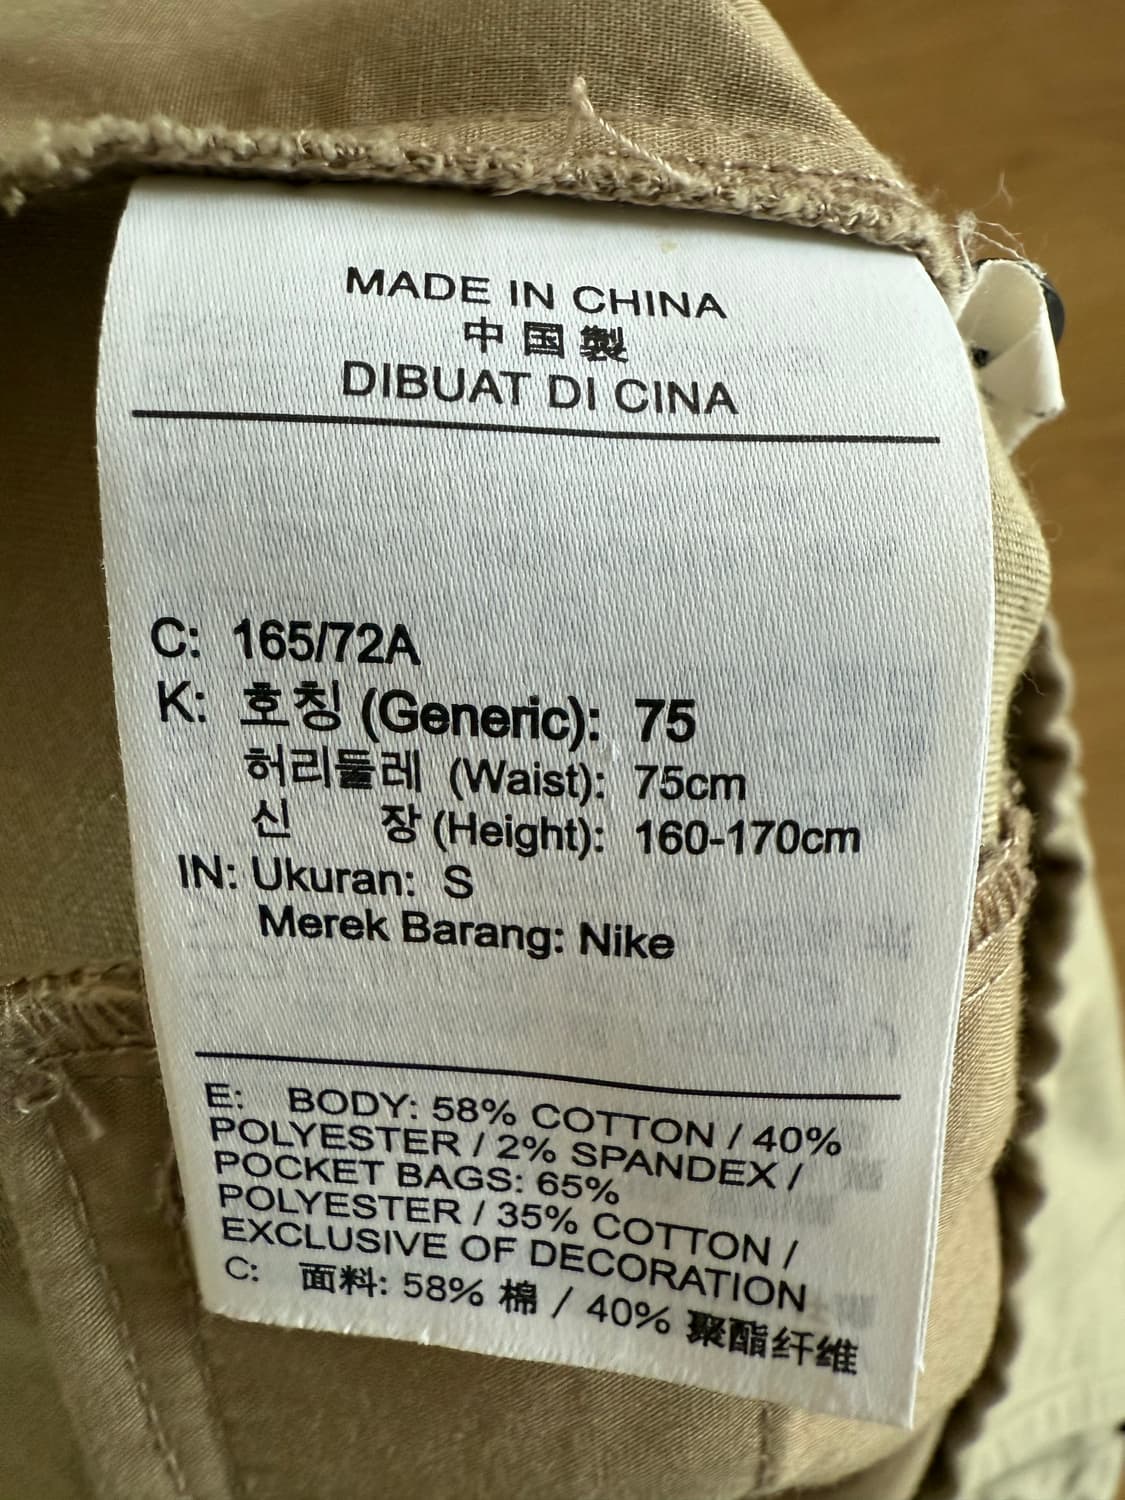 MADE IN CHINA
中国製
DIBUAT DI CINA
C: 165/72A
K: 호칭 (Generic): 75
허리둘레 (Waist): 75cm
신 장 (Height): 160-170cm
IN: Ukuran: S
Merek Barang: Nike
E: BODY: 58% COTTON / 40%
POLYESTER / 2% SPANDEX /
POCKET BAGS: 65%
POLYESTER / 35% COTTON /
EXCLUSIVE OF DECORATION
C: 面料: 58% 棉 / 40% 聚酯纤维